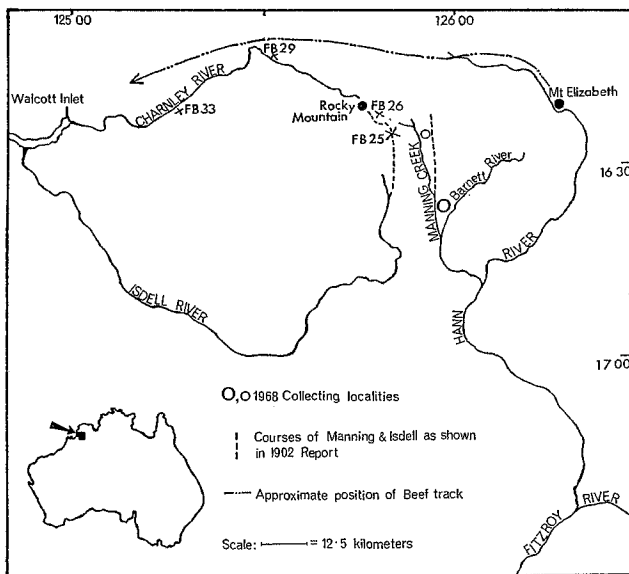 125 00
126 00
FB 29
Mt Elizabeth
Walcott Inlet
CHARNLEY RIVER
FB 33
Rocky
Mountain
FB 26
FB 25
MANNING CREEK
Barnett River
16 30
ISDELL RIVER
HANN
RIVER
17 00
O,o 1968 Collecting localities
Courses of Manning & Isdell as shown
in 1902 Report
Approximate position of Beef track
Scale: = 12·5 kilometers
FITZROY
RIVER